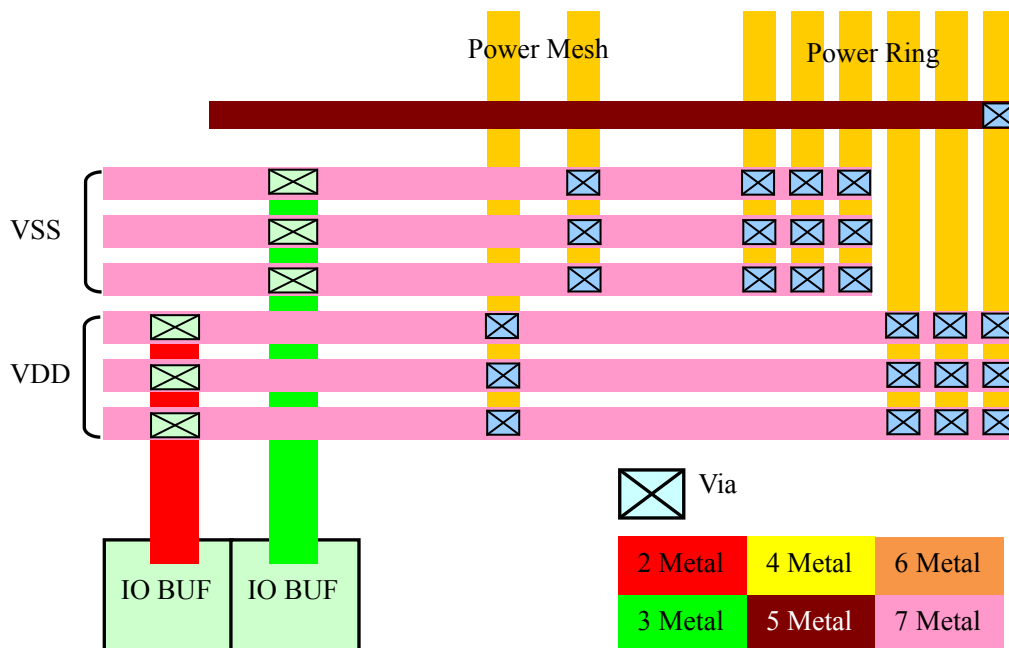 Power Mesh
Power Ring
VSS
VDD
Via
IO BUF
IO BUF
2 Metal
4 Metal
6 Metal
3 Metal
5 Metal
7 Metal